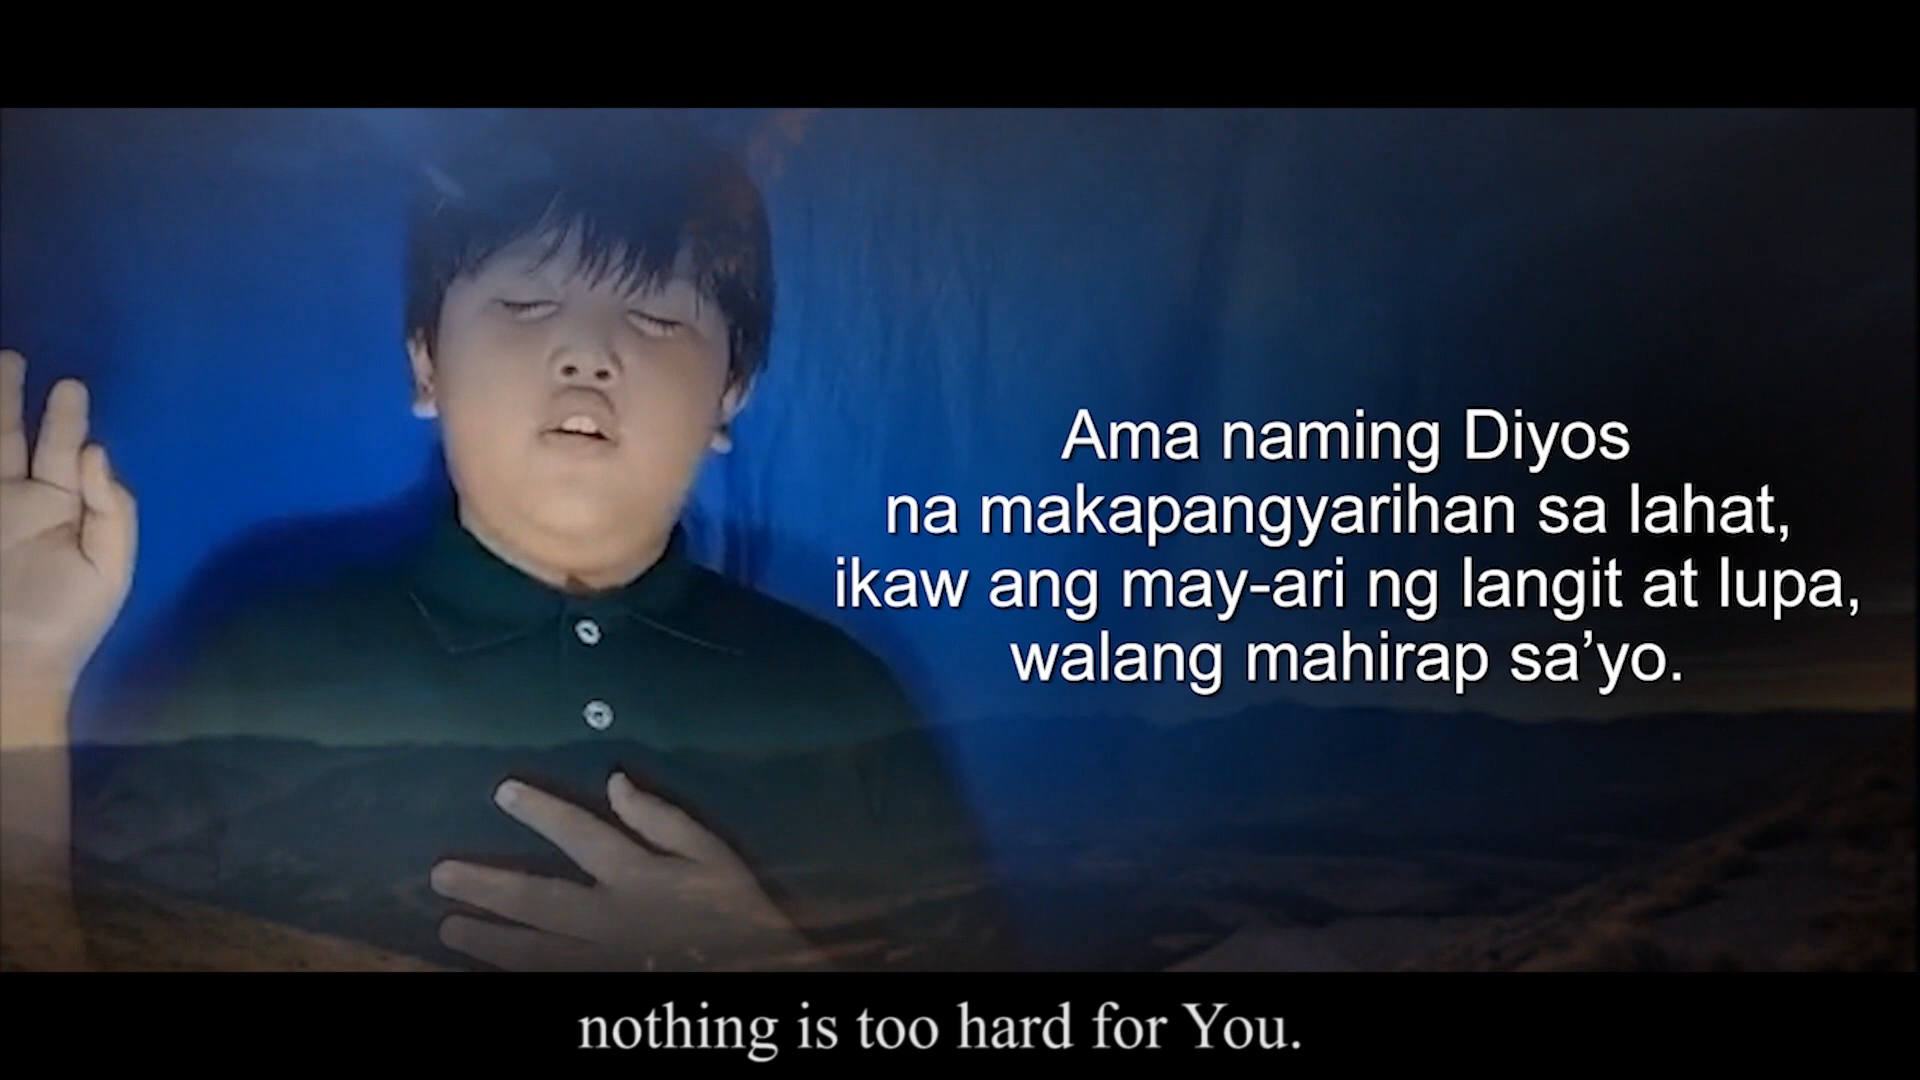 Ama naming Diyos
na makapangyarihan sa lahat,
ikaw ang may-ari ng langit at lupa,
walang mahirap sa’yo.
nothing is too hard for You.